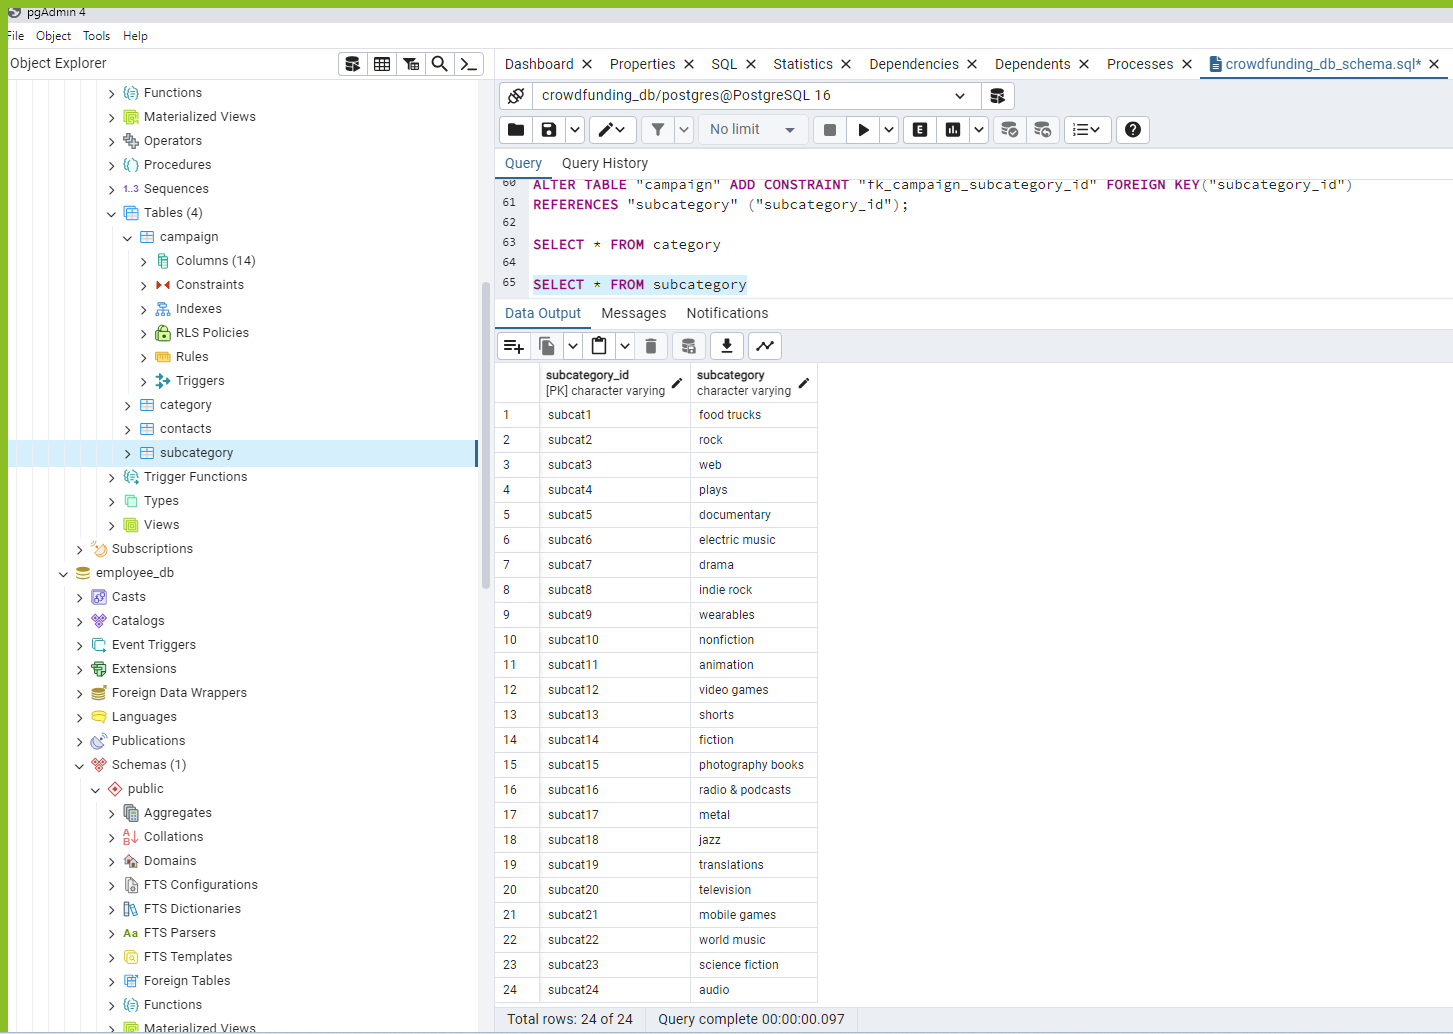 pgAdmin 4
File Object Tools Help
Object Explorer
Functions
Materialized Views
Operators
Procedures
1..3 Sequences
Tables (4)
campaign
Columns (14)
Constraints
Indexes
RLS Policies
Rules
Triggers
category
contacts
subcategory
Trigger Functions
Types
Views
Subscriptions
employee_db
Casts
Catalogs
Event Triggers
Extensions
Foreign Data Wrappers
Languages
Publications
Schemas (1)
public
Aggregates
Collations
Domains
FTS Configurations
FTS Dictionaries
Aa FTS Parsers
FTS Templates
Foreign Tables
Functions
Materialized Views
Dashboard Properties SQL Statistics Dependencies Dependents Processes crowdfunding_db_schema.sql*
crowdfunding_db/postgres@PostgreSQL 16
No limit E
Query Query History
60 ALTER TABLE "campaign" ADD CONSTRAINT "fk_campaign_subcategory_id" FOREIGN KEY("subcategory_id")
61 REFERENCES "subcategory" ("subcategory_id");
62
63 SELECT * FROM category
64
65 SELECT * FROM subcategory
Data Output Messages Notifications
subcategory_id subcategory
[PK] character varying character varying
1 subcat1 food trucks
2 subcat2 rock
3 subcat3 web
4 subcat4 plays
5 subcat5 documentary
6 subcat6 electric music
7 subcat7 drama
8 subcat8 indie rock
9 subcat9 wearables
10 subcat10 nonfiction
11 subcat11 animation
12 subcat12 video games
13 subcat13 shorts
14 subcat14 fiction
15 subcat15 photography books
16 subcat16 radio & podcasts
17 subcat17 metal
18 subcat18 jazz
19 subcat19 translations
20 subcat20 television
21 subcat21 mobile games
22 subcat22 world music
23 subcat23 science fiction
24 subcat24 audio
Total rows: 24 of 24 Query complete 00:00:00.097